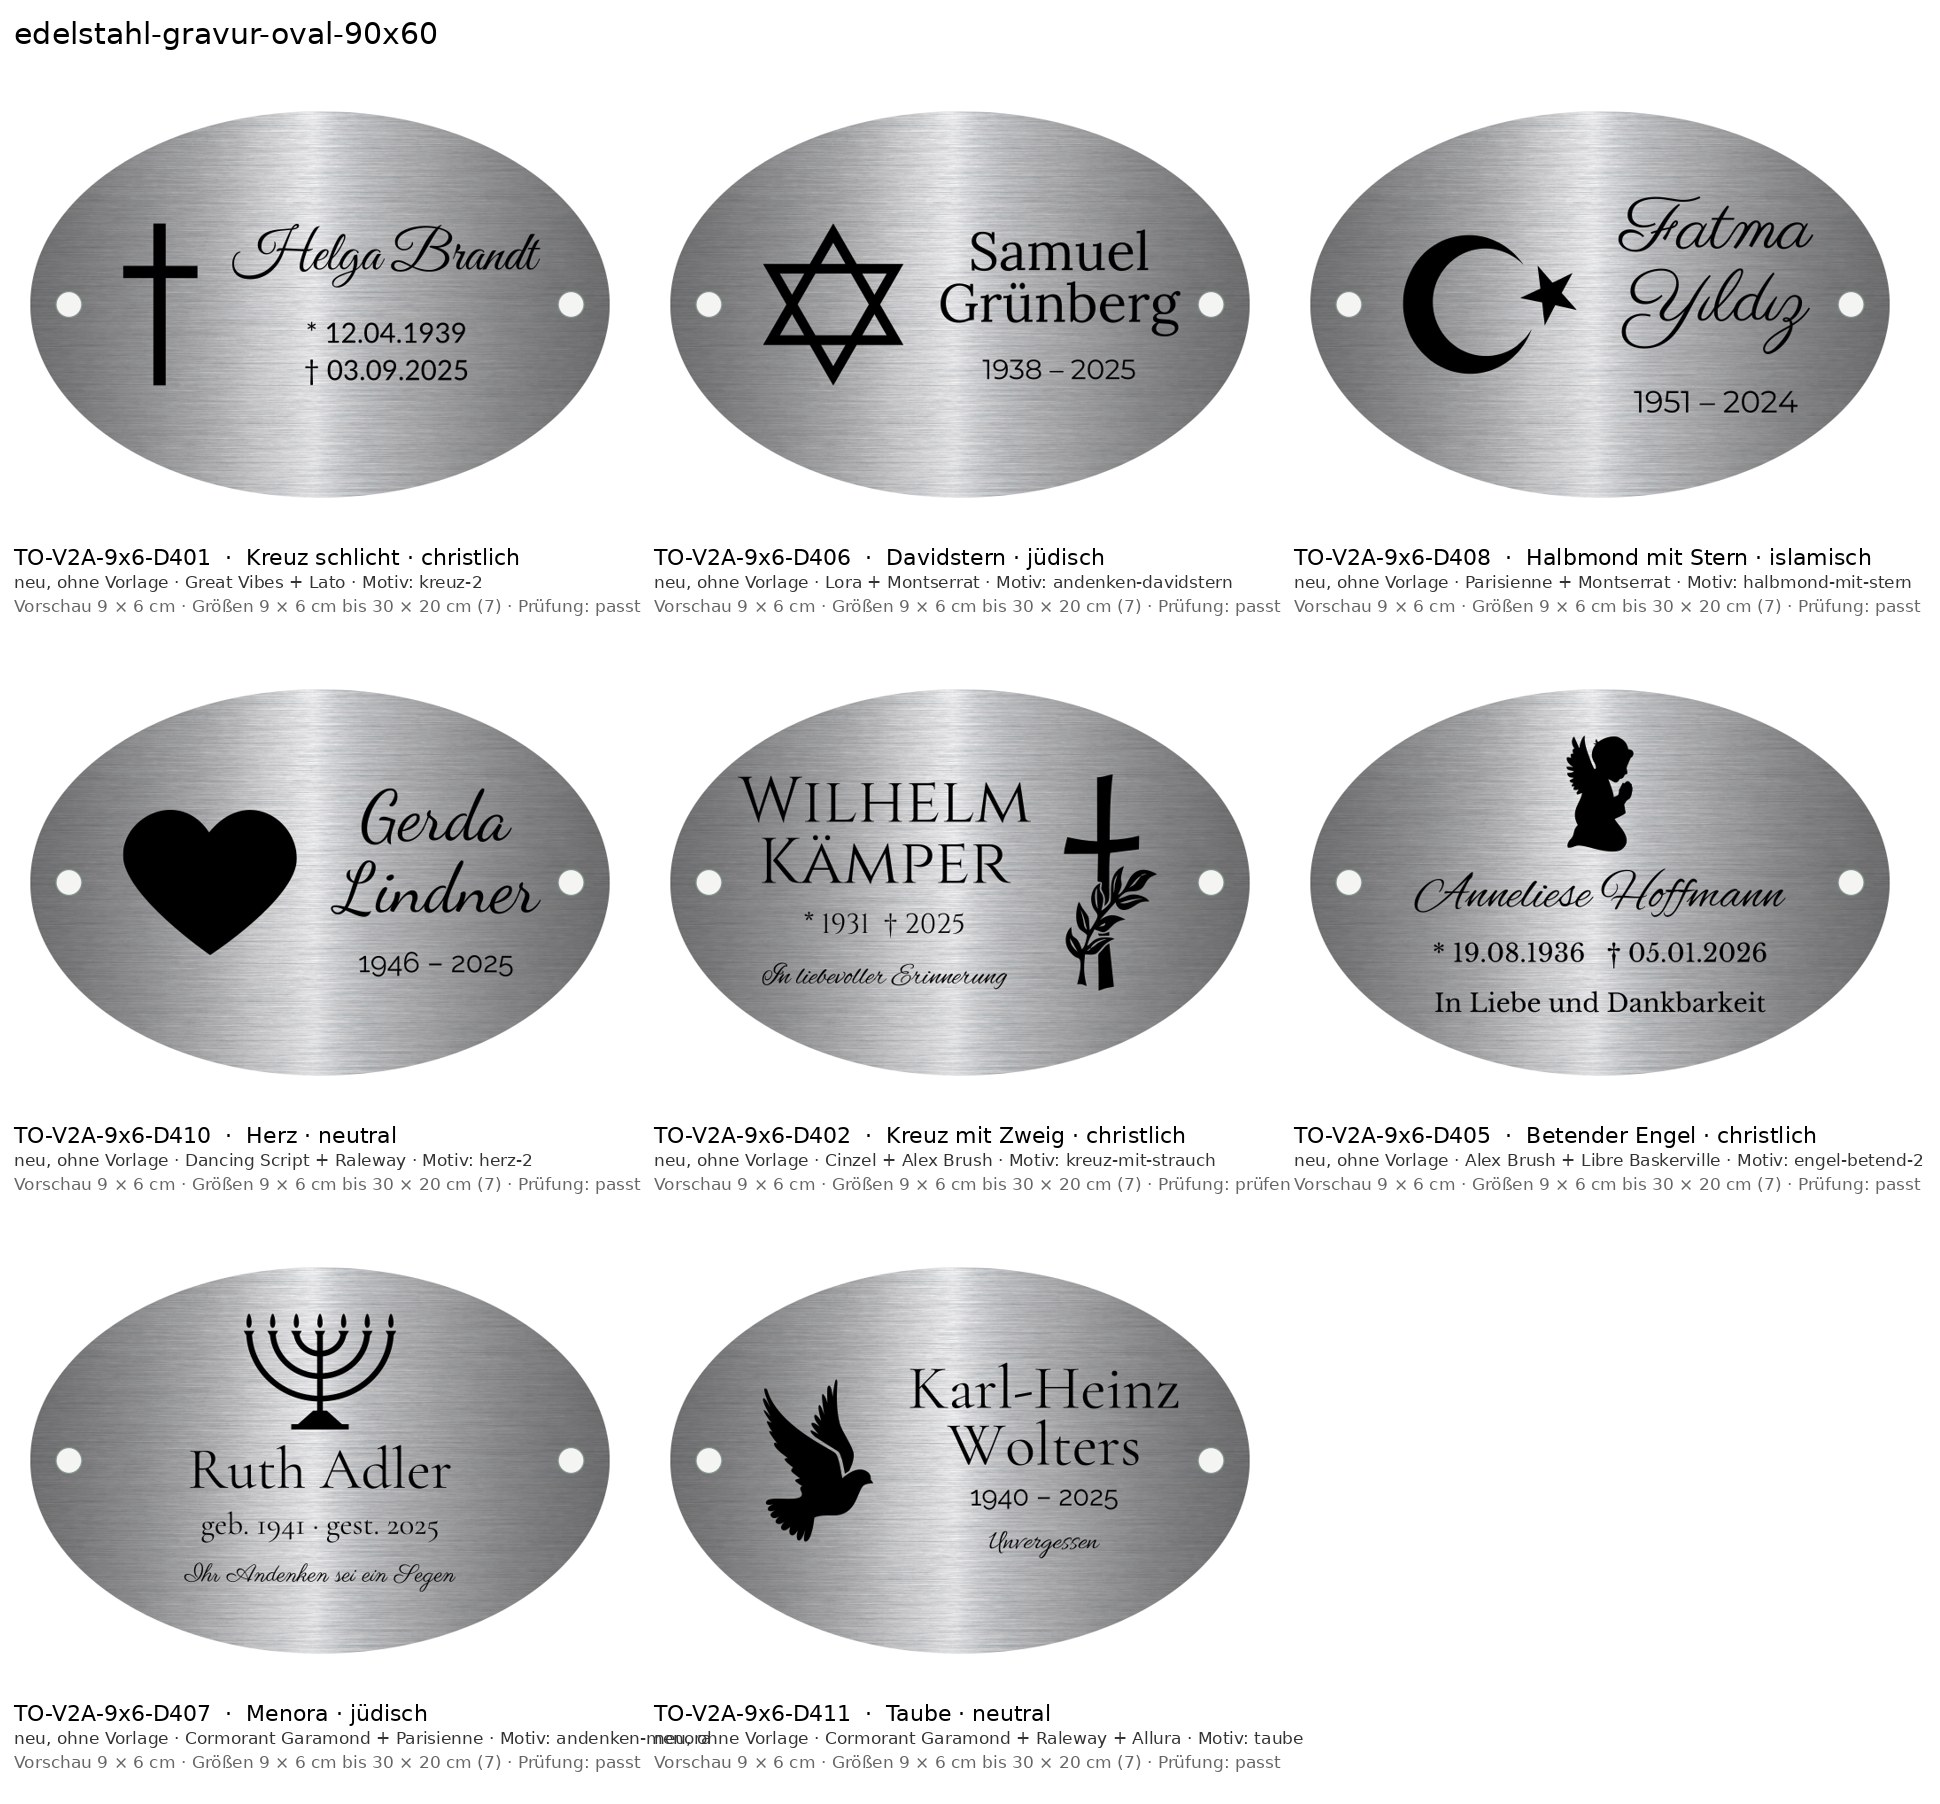 edelstahl-gravur-oval-90x60
Helga Brandt
* 12.04.1939
† 03.09.2025
TO-V2A-9x6-D401 · Kreuz schlicht · christlich
neu, ohne Vorlage · Great Vibes + Lato · Motiv: kreuz-2
Vorschau 9 × 6 cm · Größen 9 × 6 cm bis 30 × 20 cm (7) · Prüfung: passt
Samuel
Grünberg
1938 – 2025
TO-V2A-9x6-D406 · Davidstern · jüdisch
neu, ohne Vorlage · Lora + Montserrat · Motiv: andenken-davidstern
Vorschau 9 × 6 cm · Größen 9 × 6 cm bis 30 × 20 cm (7) · Prüfung: passt
Fatma
Yıldız
1951 – 2024
TO-V2A-9x6-D408 · Halbmond mit Stern · islamisch
neu, ohne Vorlage · Parisienne + Montserrat · Motiv: halbmond-mit-stern
Vorschau 9 × 6 cm · Größen 9 × 6 cm bis 30 × 20 cm (7) · Prüfung: passt
Gerda
Lindner
1946 – 2025
TO-V2A-9x6-D410 · Herz · neutral
neu, ohne Vorlage · Dancing Script + Raleway · Motiv: herz-2
Vorschau 9 × 6 cm · Größen 9 × 6 cm bis 30 × 20 cm (7) · Prüfung: passt
WILHELM
KÄMPER
* 1931 † 2025
In liebevoller Erinnerung
TO-V2A-9x6-D402 · Kreuz mit Zweig · christlich
neu, ohne Vorlage · Cinzel + Alex Brush · Motiv: kreuz-mit-strauch
Vorschau 9 × 6 cm · Größen 9 × 6 cm bis 30 × 20 cm (7) · Prüfung: prüfen
Anneliese Hoffmann
* 19.08.1936 † 05.01.2026
In Liebe und Dankbarkeit
TO-V2A-9x6-D405 · Betender Engel · christlich
neu, ohne Vorlage · Alex Brush + Libre Baskerville · Motiv: engel-betend-2
Vorschau 9 × 6 cm · Größen 9 × 6 cm bis 30 × 20 cm (7) · Prüfung: passt
Ruth Adler
geb. 1941 · gest. 2025
Ihr Andenken sei ein Segen
TO-V2A-9x6-D407 · Menora · jüdisch
neu, ohne Vorlage · Cormorant Garamond + Parisienne · Motiv: andenken-menora
Vorschau 9 × 6 cm · Größen 9 × 6 cm bis 30 × 20 cm (7) · Prüfung: passt
Karl-Heinz
Wolters
1940 – 2025
Unvergessen
TO-V2A-9x6-D411 · Taube · neutral
neu, ohne Vorlage · Cormorant Garamond + Raleway + Allura · Motiv: taube
Vorschau 9 × 6 cm · Größen 9 × 6 cm bis 30 × 20 cm (7) · Prüfung: passt